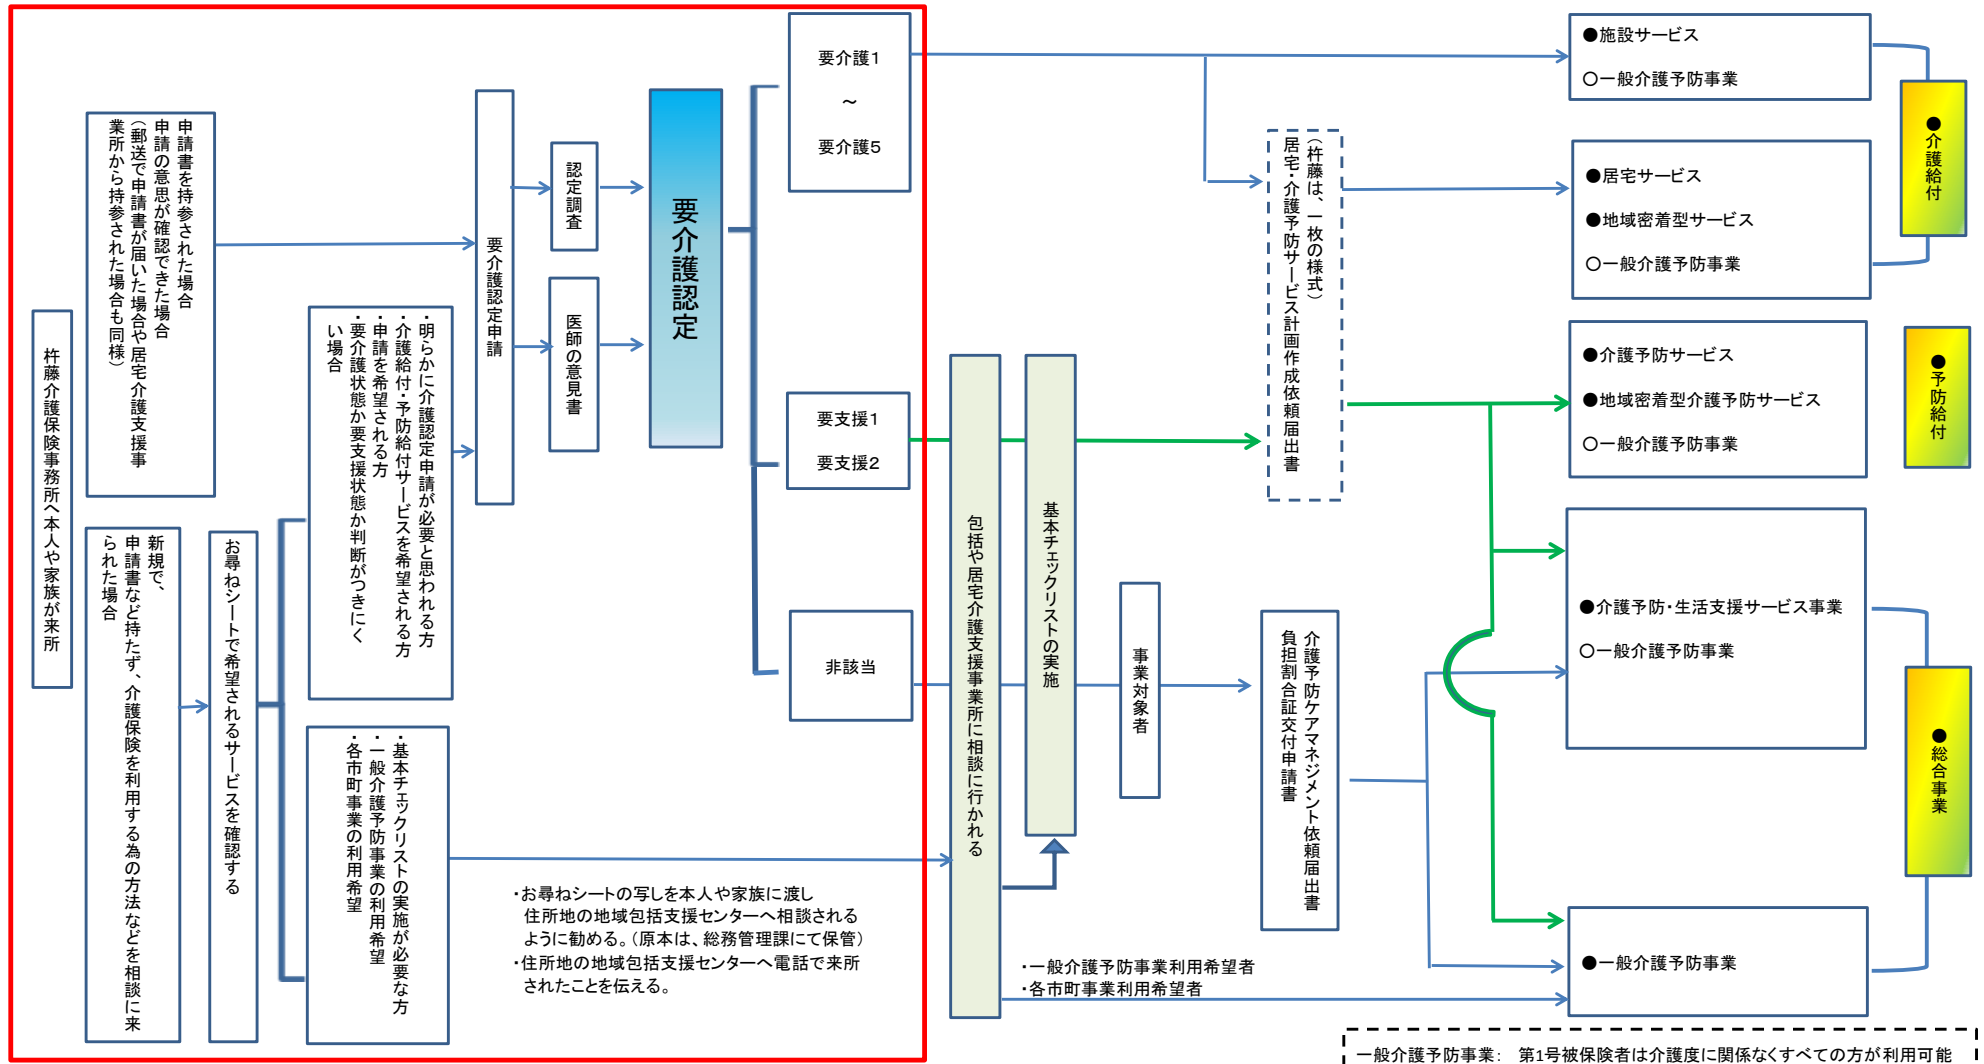 杵藤介護保険事務所へ本人や家族が来所
申請書を持参された場合
申請の意思が確認できた場合
（郵送で申請書が届いた場合や居宅介護支援事
業所から持参された場合も同様）
新規で、
申請書など持たず、介護保険を利用する為の方法などを相談に来
られた場合
お尋ねシートで希望されるサービスを確認する
・明らかに介護認定申請が必要と思われる方
・介護給付・予防給付サービスを希望される方
・申請を希望される方
・要介護状態か要支援状態か判断がつきにく
い場合
・基本チェックリストの実施が必要な方
・一般介護予防事業の利用希望
・各市町事業の利用希望
要介護認定申請
認定調査
医師の意見書
要介護認定
要介護1
～
要介護5
要支援1
要支援2
非該当
・お尋ねシートの写しを本人や家族に渡し
住所地の地域包括支援センターへ相談される
ように勧める。（原本は、総務管理課にて保管）
・住所地の地域包括支援センターへ電話で来所
されたことを伝える。
包括や居宅介護支援事業所に相談に行かれる
基本チェックリストの実施
事業対象者
（杵藤は、一枚の様式）
居宅・介護予防サービス計画作成依頼届出書
介護予防ケアマネジメント依頼届出書
負担割合証交付申請書
・一般介護予防事業利用希望者
・各市町事業利用希望者
●施設サービス
○一般介護予防事業
●居宅サービス
●地域密着型サービス
○一般介護予防事業
●介護予防サービス
●地域密着型介護予防サービス
○一般介護予防事業
●介護予防・生活支援サービス事業
○一般介護予防事業
●一般介護予防事業
●介護給付
●予防給付
●総合事業
一般介護予防事業：　第1号被保険者は介護度に関係なくすべての方が利用可能